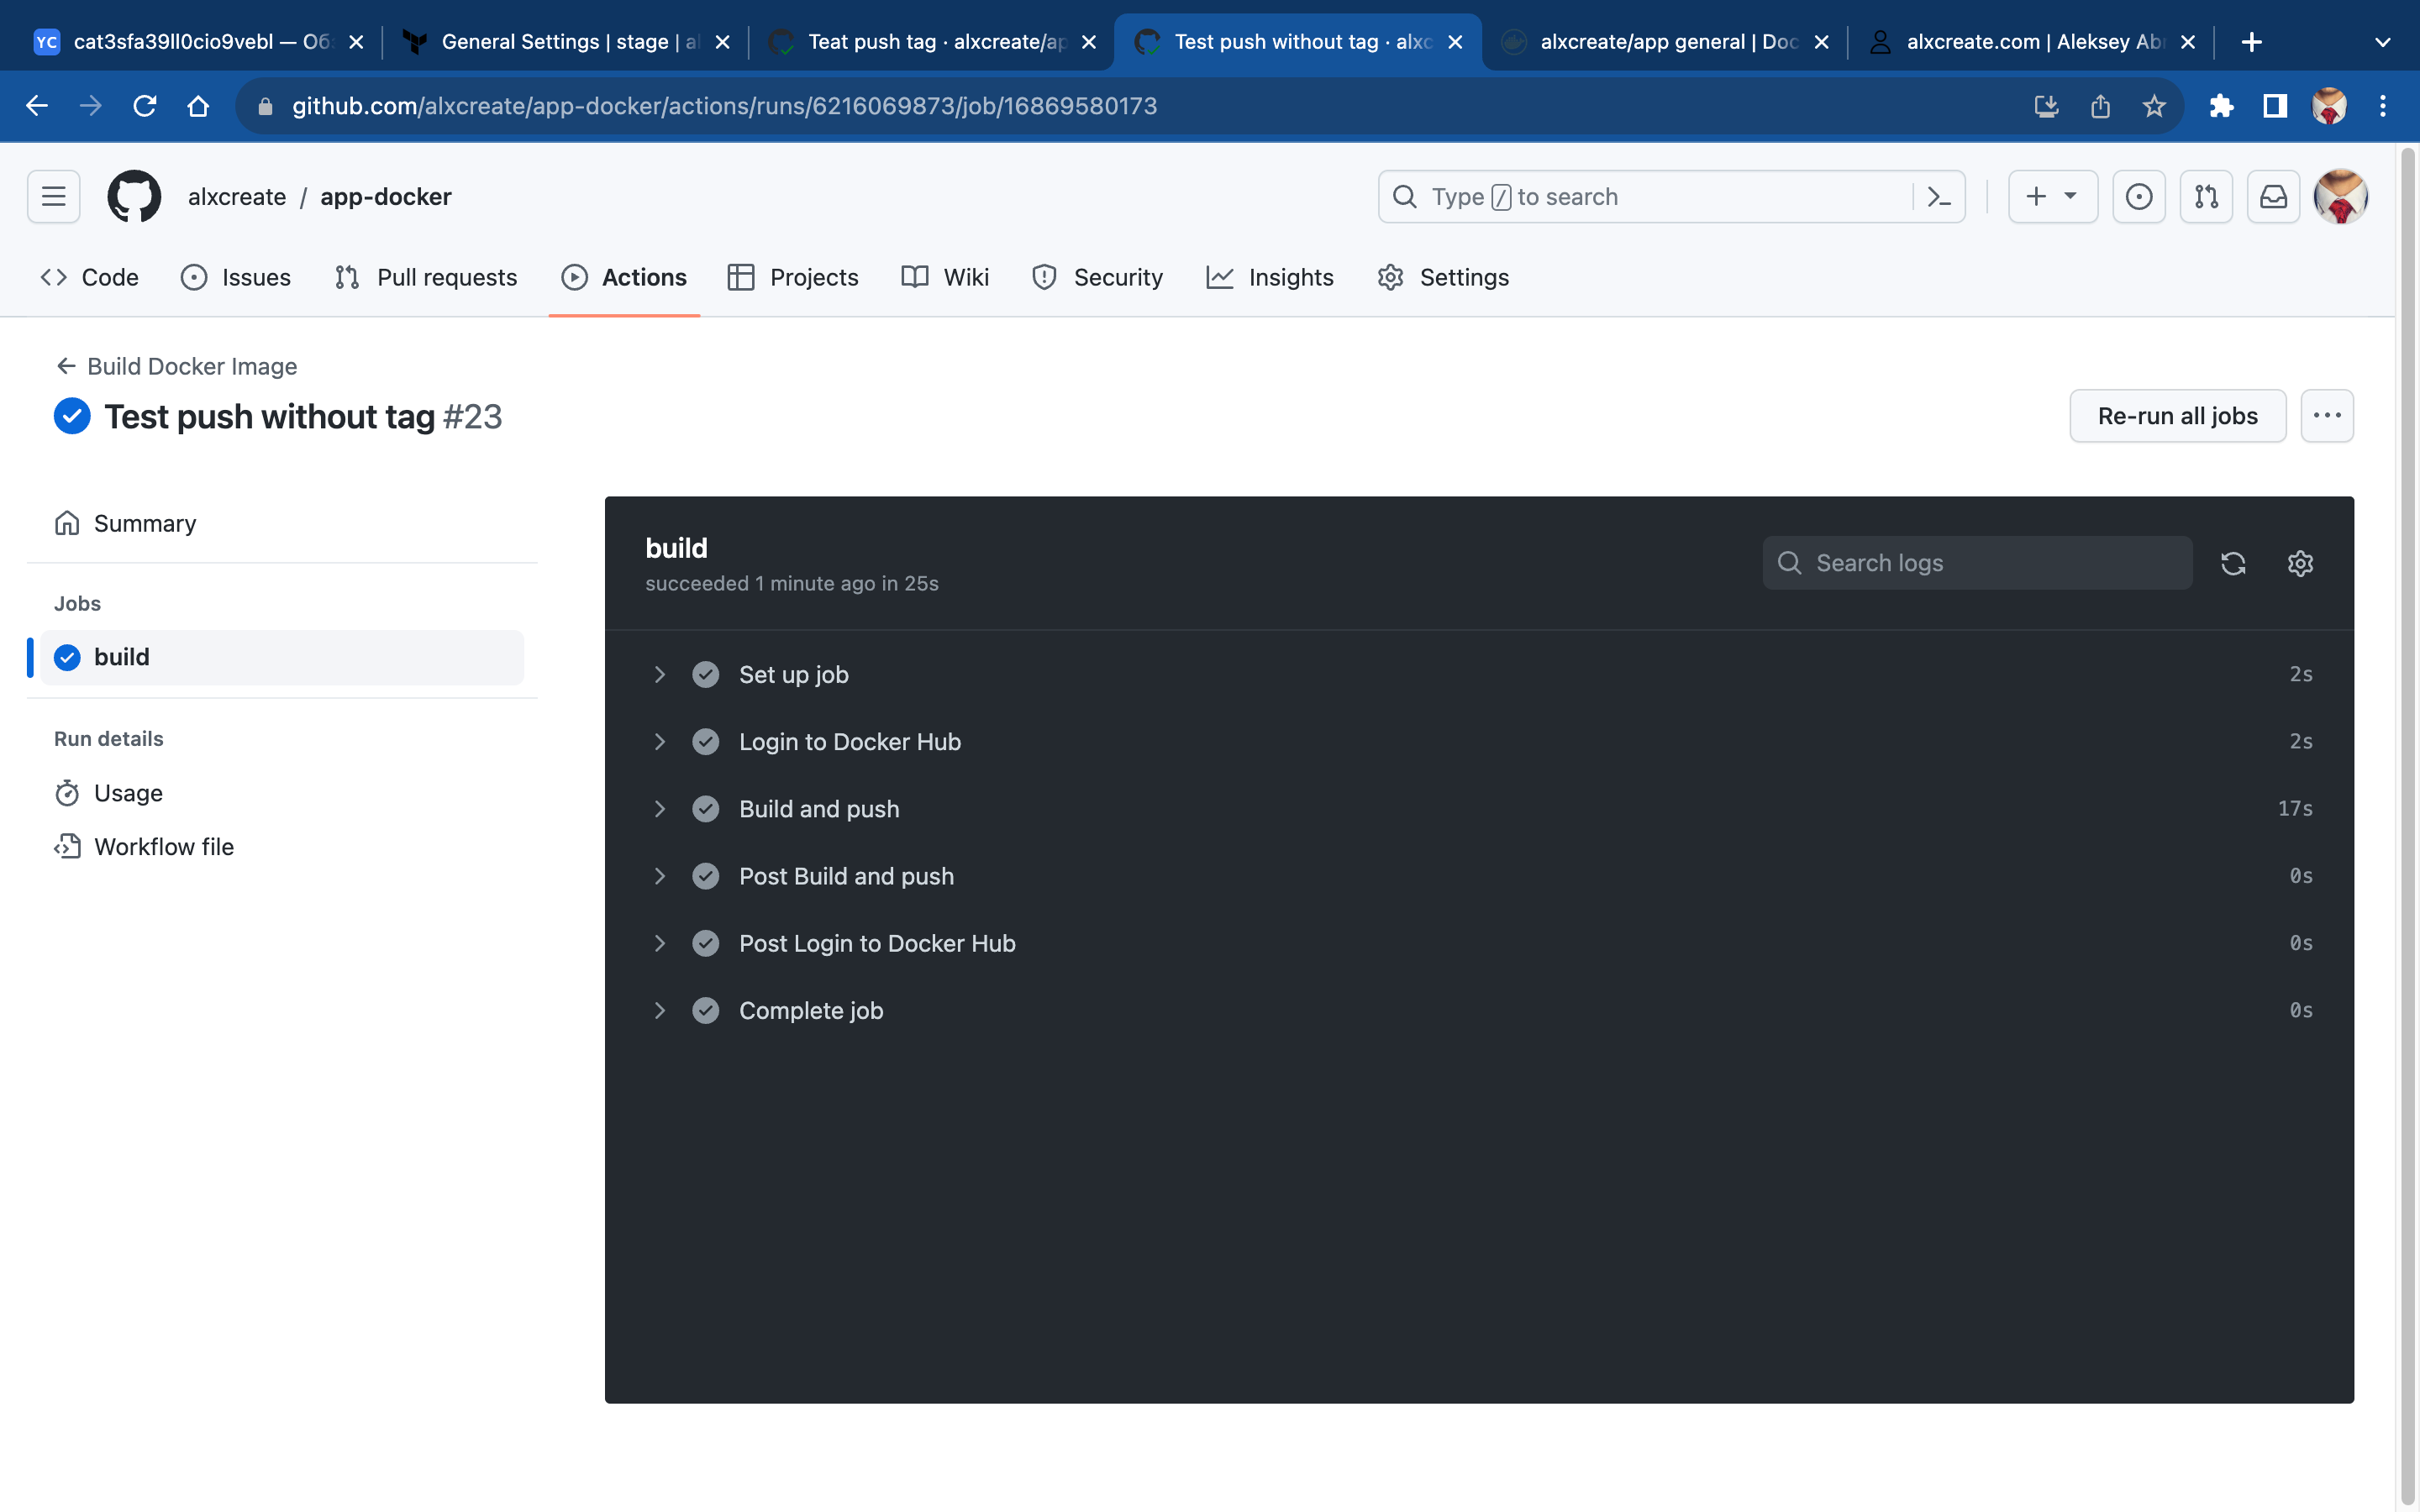 YC cat3sfa39ll0cio9vebl — Об
General Settings | stage | al
Teat push tag · alxcreate/ap
Test push without tag · alxc
alxcreate/app general | Doc
alxcreate.com | Aleksey Ab
github.com/alxcreate/app-docker/actions/runs/6216069873/job/16869580173
alxcreate / app-docker
Type / to search
Code
Issues
Pull requests
Actions
Projects
Wiki
Security
Insights
Settings
Build Docker Image
Test push without tag #23
Re-run all jobs
Summary
Jobs
build
Run details
Usage
Workflow file
build
succeeded 1 minute ago in 25s
Search logs
Set up job 2s
Login to Docker Hub 2s
Build and push 17s
Post Build and push 0s
Post Login to Docker Hub 0s
Complete job 0s